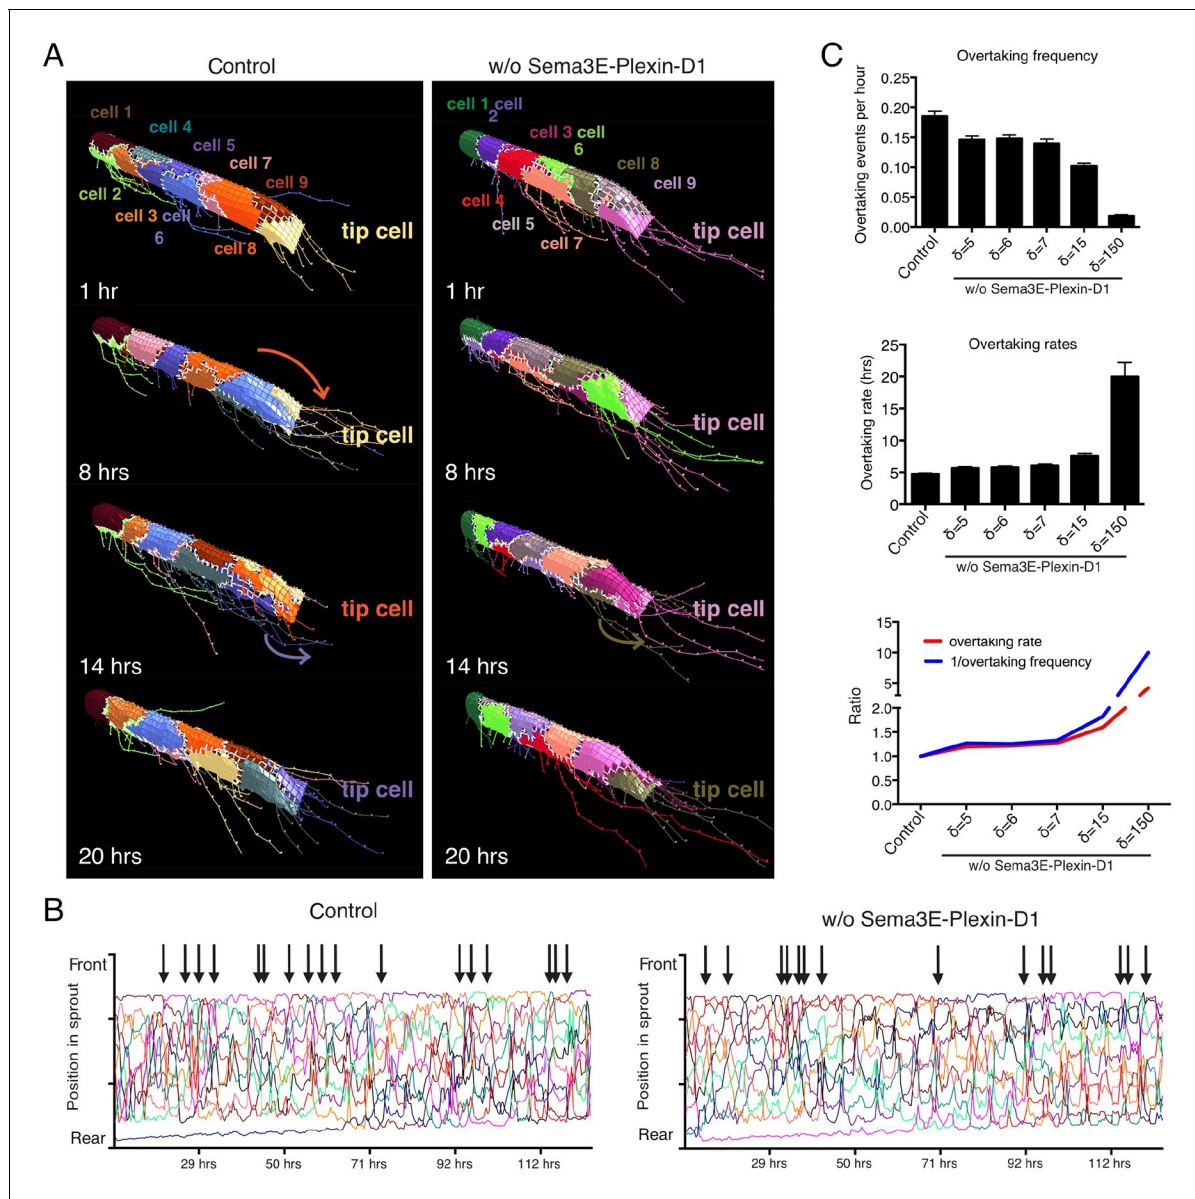 A
Control
cell 1
cell 4
cell 5
cell 7
cell 9
cell 2
cell 3 cell
6
cell 8
tip cell
1 hr
tip cell
8 hrs
tip cell
14 hrs
tip cell
20 hrs
w/o Sema3E-Plexin-D1
cell 1 cell
2
cell 3 cell
6
cell 8
cell 9
cell 4
cell 5
cell 7
tip cell
1 hr
tip cell
8 hrs
tip cell
14 hrs
tip cell
20 hrs
C
Overtaking frequency
Overtaking events per hour
0.25
0.20
0.15
0.10
0.05
0.00
Control
δ=5
δ=6
δ=7
δ=15
δ=150
w/o Sema3E-Plexin-D1
Overtaking rates
Overtaking rate (hrs)
25
20
15
10
5
0
Control
δ=5
δ=6
δ=7
δ=15
δ=150
w/o Sema3E-Plexin-D1
overtaking rate
1/overtaking frequency
Ratio
15
10
5
2.0
1.5
1.0
0.5
0.0
Control
δ=5
δ=6
δ=7
δ=15
δ=150
w/o Sema3E-Plexin-D1
B
Control
Front
Position in sprout
Rear
29 hrs
50 hrs
71 hrs
92 hrs
112 hrs
w/o Sema3E-Plexin-D1
Front
Position in sprout
Rear
29 hrs
50 hrs
71 hrs
92 hrs
112 hrs